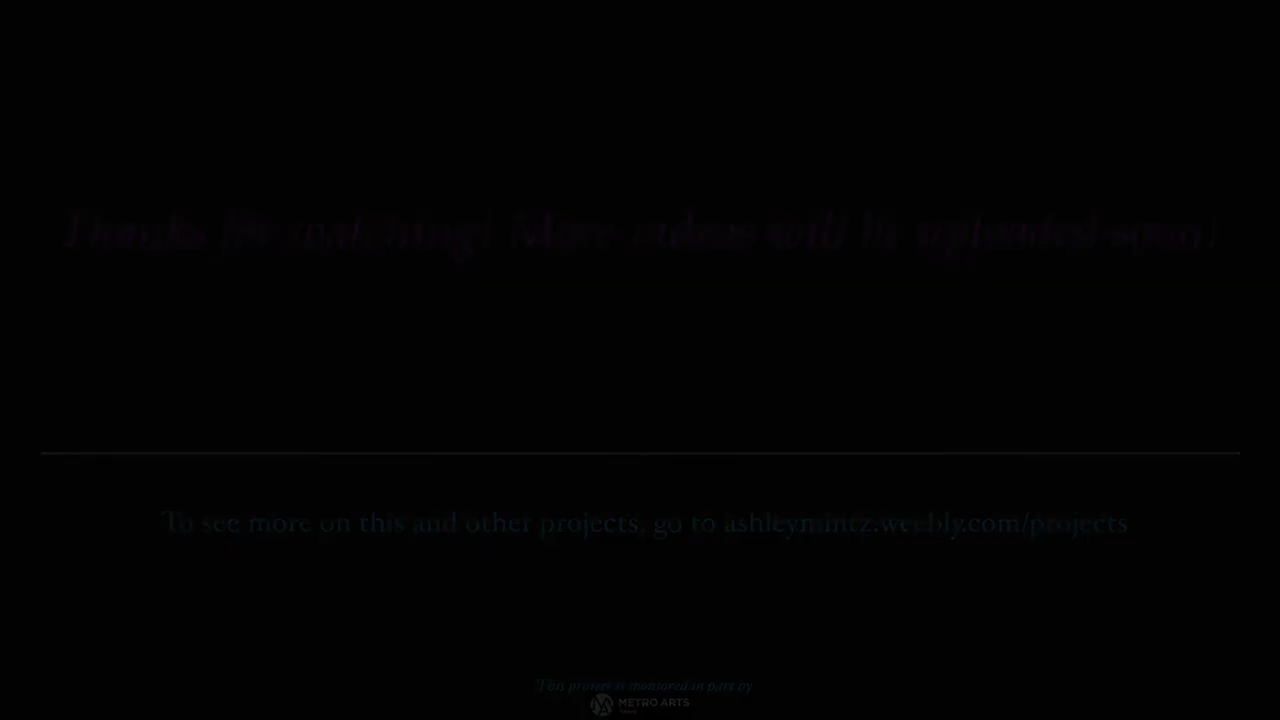 Thanks for watching! More videos will be uploaded soon!
To see more on this and other projects, go to ashleymintz.weebly.com/projects
This project is sponsored in part by
METRO ARTS